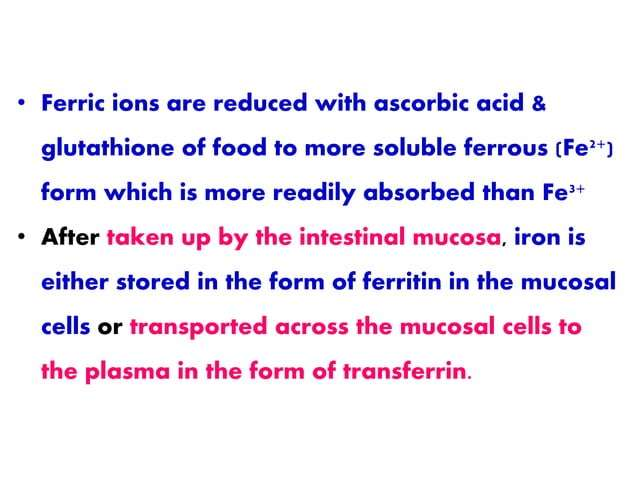 • Ferric ions are reduced with ascorbic acid &
glutathione of food to more soluble ferrous (Fe²⁺)
form which is more readily absorbed than Fe³⁺
• After taken up by the intestinal mucosa, iron is
either stored in the form of ferritin in the mucosal
cells or transported across the mucosal cells to
the plasma in the form of transferrin.